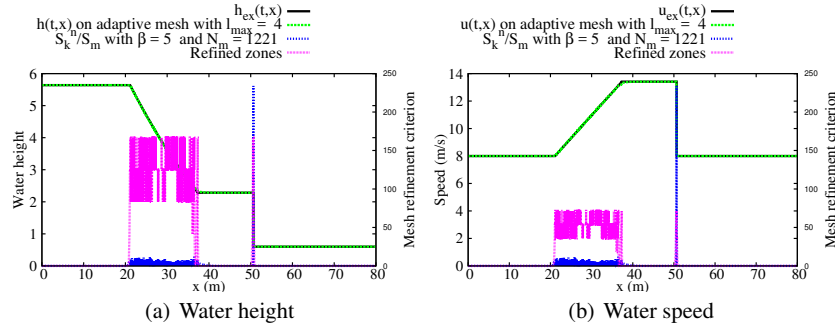 h_ex(t,x)
h(t,x) on adaptive mesh with l_max = 4
S_k^n/S_m with β = 5 and N_m = 1221
Refined zones
6
5
4
3
2
1
0
Water height
250
200
150
100
50
0
Mesh refinement criterion
0 10 20 30 40 50 60 70 80
x (m)
(a) Water height
u_ex(t,x)
u(t,x) on adaptive mesh with l_max = 4
S_k^n/S_m with β = 5 and N_m = 1221
Refined zones
14
12
10
8
6
4
2
0
Speed (m/s)
250
200
150
100
50
0
Mesh refinement criterion
0 10 20 30 40 50 60 70 80
x (m)
(b) Water speed